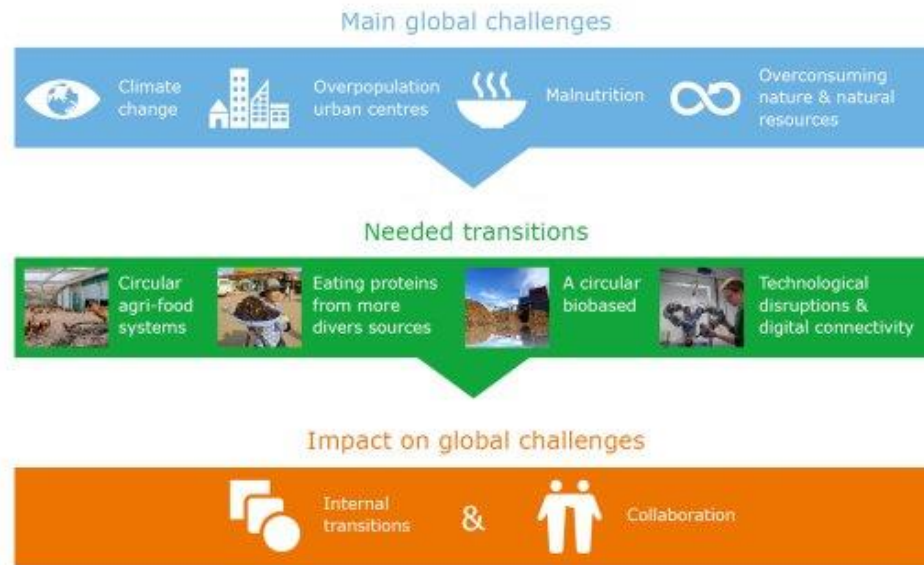 Main global challenges
Climate
change
Overpopulation
urban centres
Malnutrition
Overconsuming
nature & natural
resources
Needed transitions
Circular
agri-food
systems
Eating proteins
from more
divers sources
A circular
biobased
Technological
disruptions &
digital connectivity
Impact on global challenges
Internal
transitions
&
Collaboration